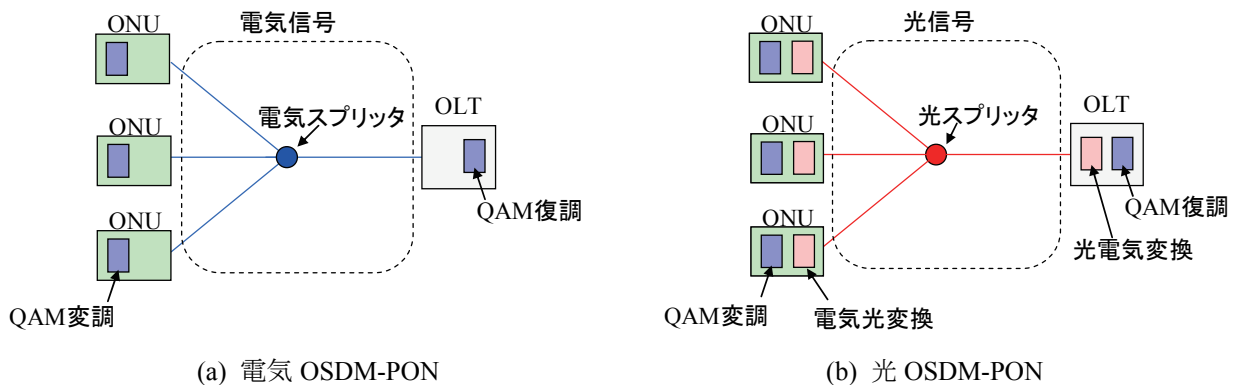 ONU
電気信号
電気スプリッタ
OLT
ONU
ONU
QAM復調
QAM変調
(a) 電気 OSDM-PON
ONU
光信号
光スプリッタ
OLT
ONU
ONU
QAM復調
光電気変換
QAM変調
電気光変換
(b) 光 OSDM-PON